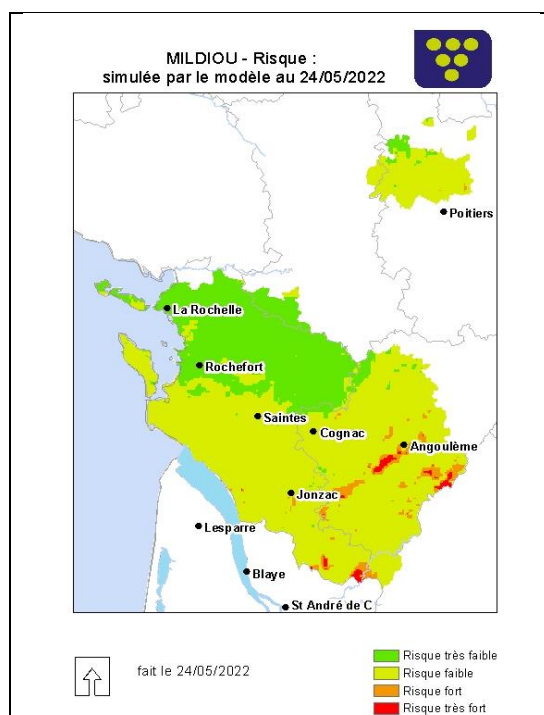 MILDIOU - Risque :
simulée par le modèle au 24/05/2022
Poitiers
La Rochelle
Rochefort
Saintes
Cognac
Angoulême
Jonzac
Lesparre
Blaye
St André de C
fait le 24/05/2022
Risque très faible
Risque faible
Risque fort
Risque très fort